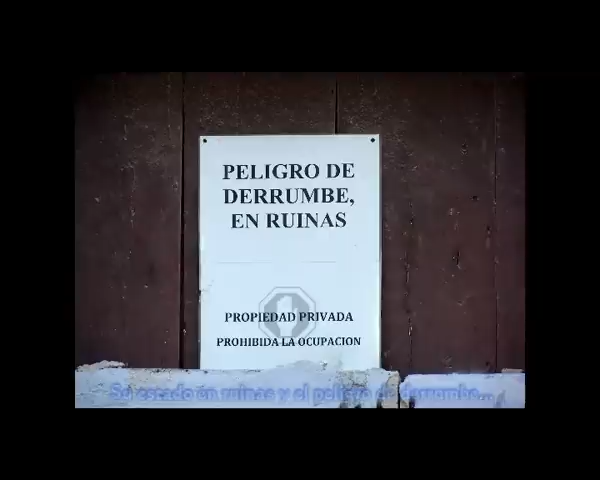 PELIGRO DE
DERRUMBE,
EN RUINAS
PROPIEDAD PRIVADA
PROHIBIDA LA OCUPACION
Su estado en ruinas y el peligro de derrumbe...